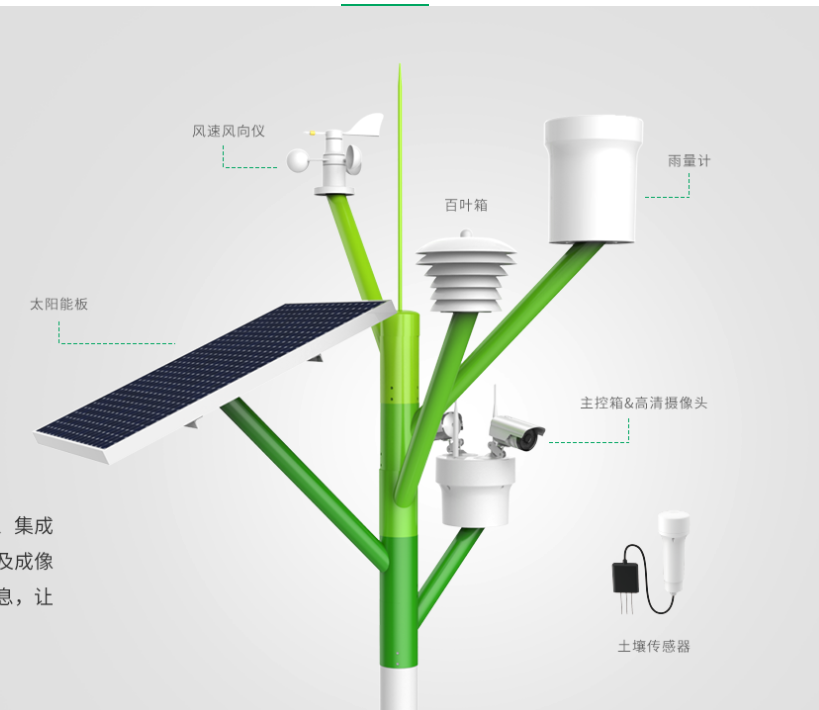 风速风向仪
雨量计
百叶箱
太阳能板
主控箱&高清摄像头
集成
及成像
息，让
土壤传感器